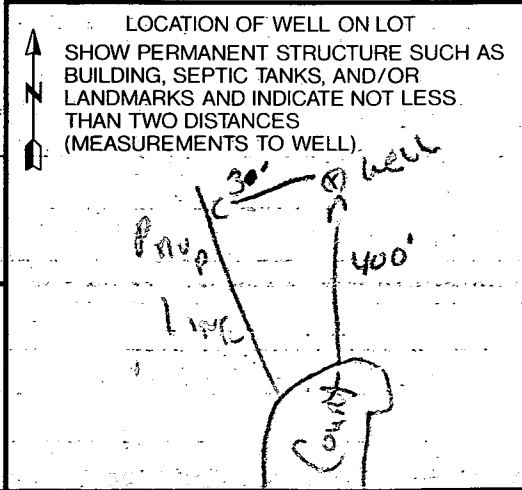 LOCATION OF WELL ON LOT
SHOW PERMANENT STRUCTURE SUCH AS
BUILDING, SEPTIC TANKS, AND/OR
N
LANDMARKS AND INDICATE NOT LESS
THAN TWO DISTANCES
(MEASUREMENTS TO WELL)
30'
well
Prop
400'
Line